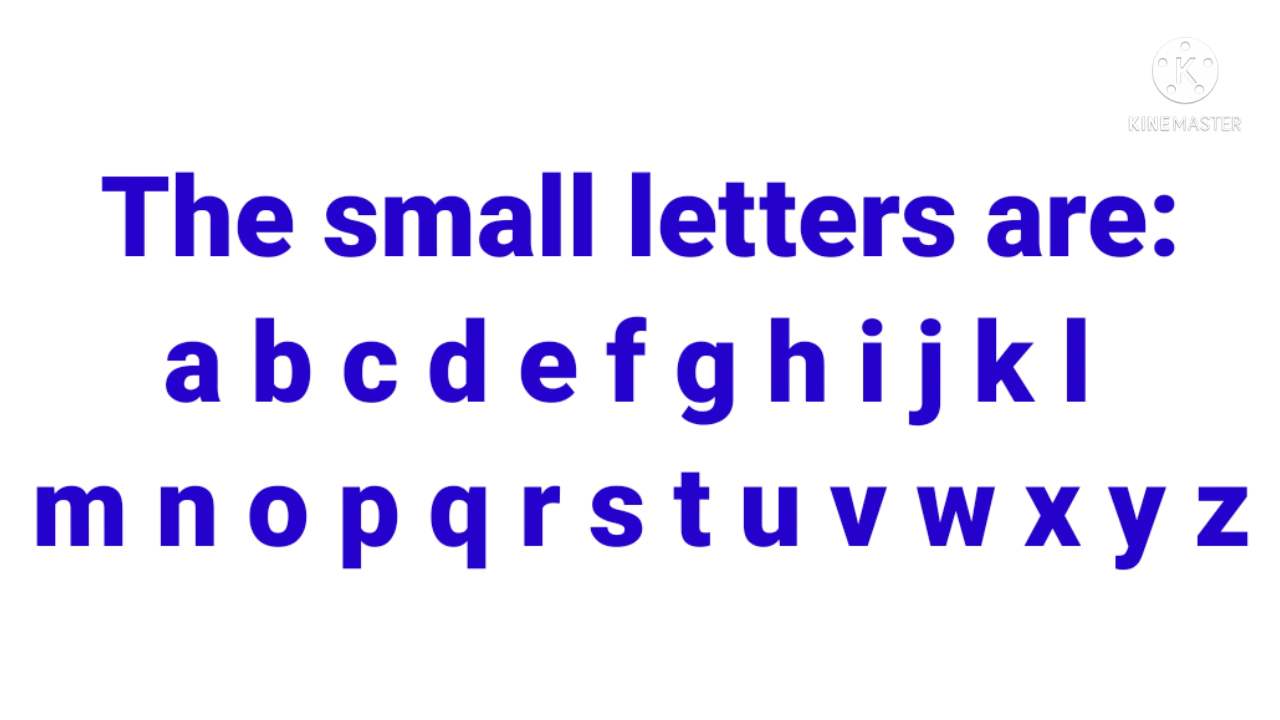 KINEMASTER
The small letters are:
a b c d e f g h i j k l
m n o p q r s t u v w x y z